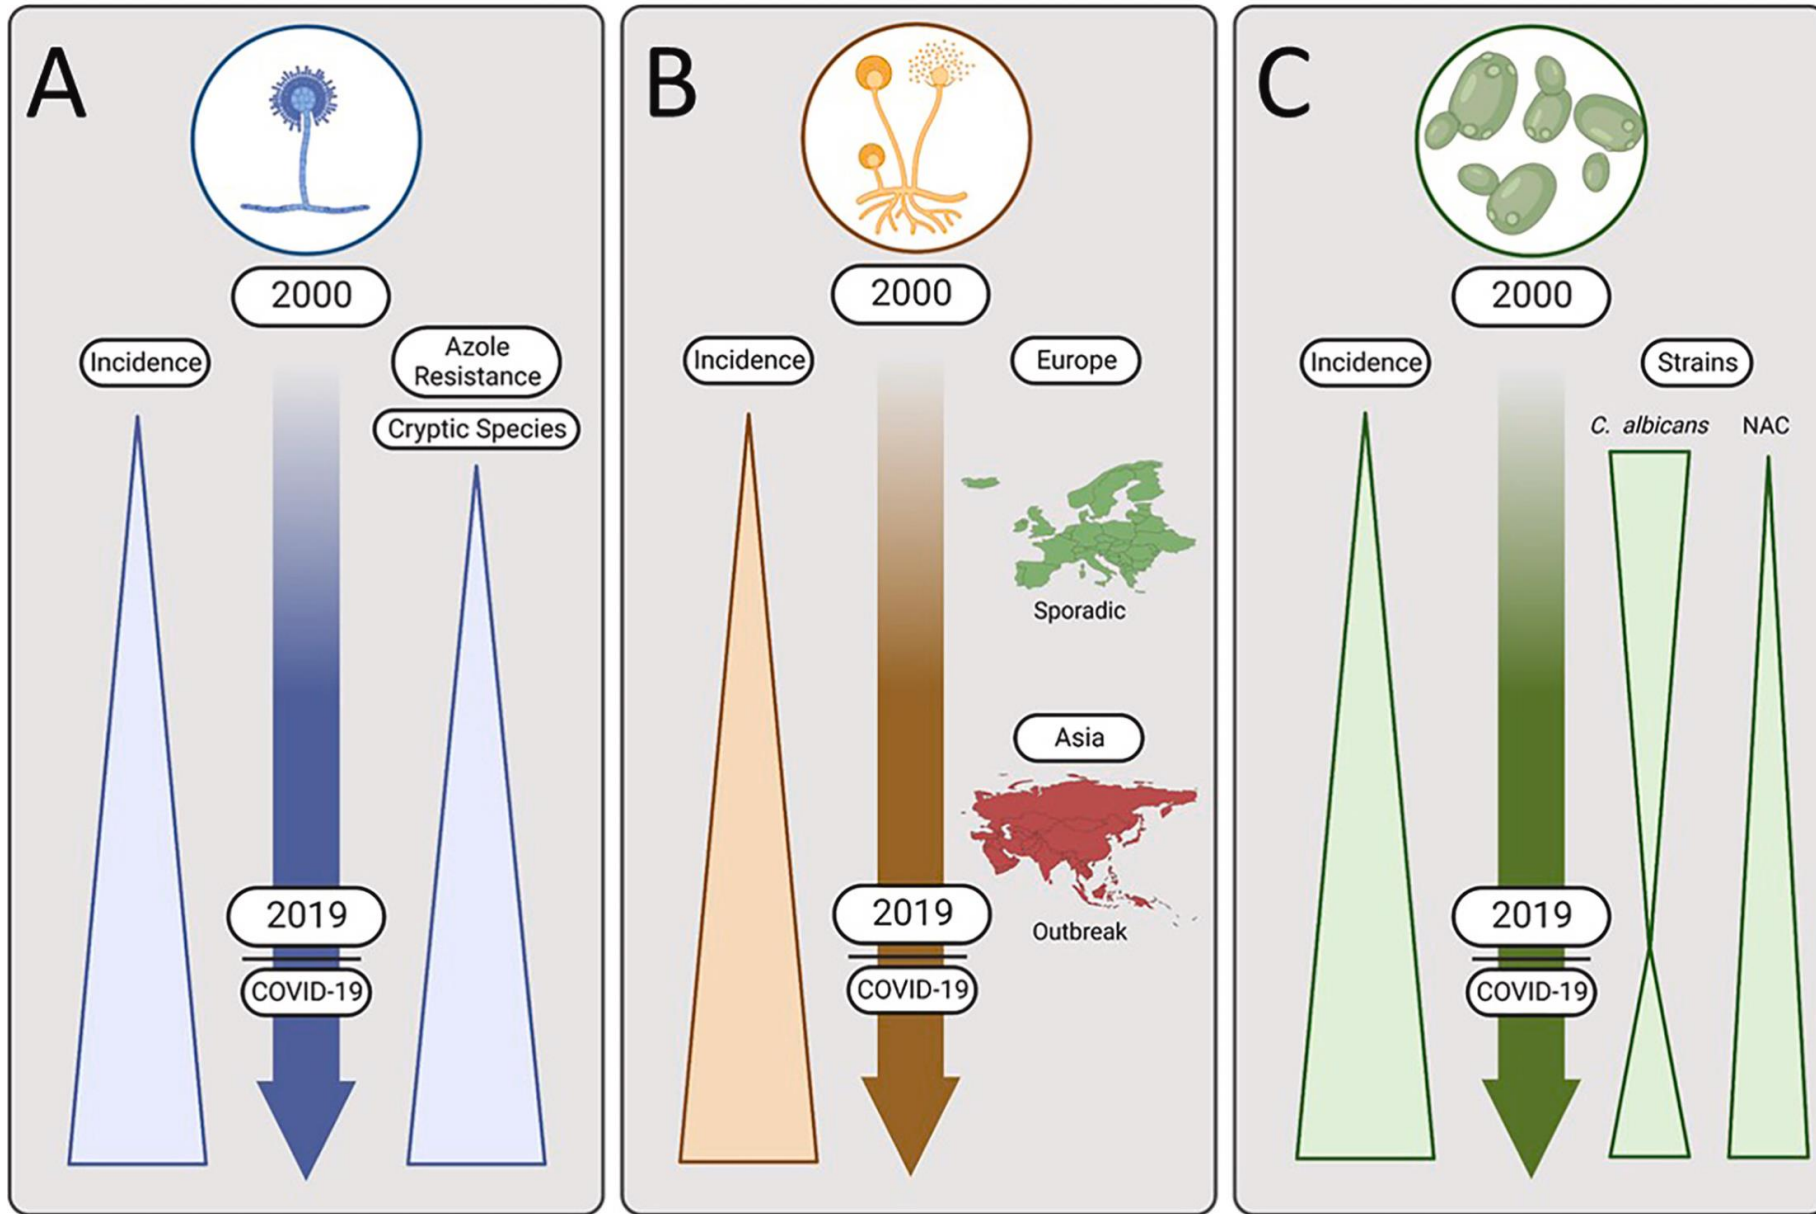 A
2000
Incidence
Azole
Resistance
Cryptic Species
2019
COVID-19
B
2000
Incidence
Europe
Sporadic
Asia
Outbreak
2019
COVID-19
C
2000
Incidence
Strains
C. albicans
NAC
2019
COVID-19